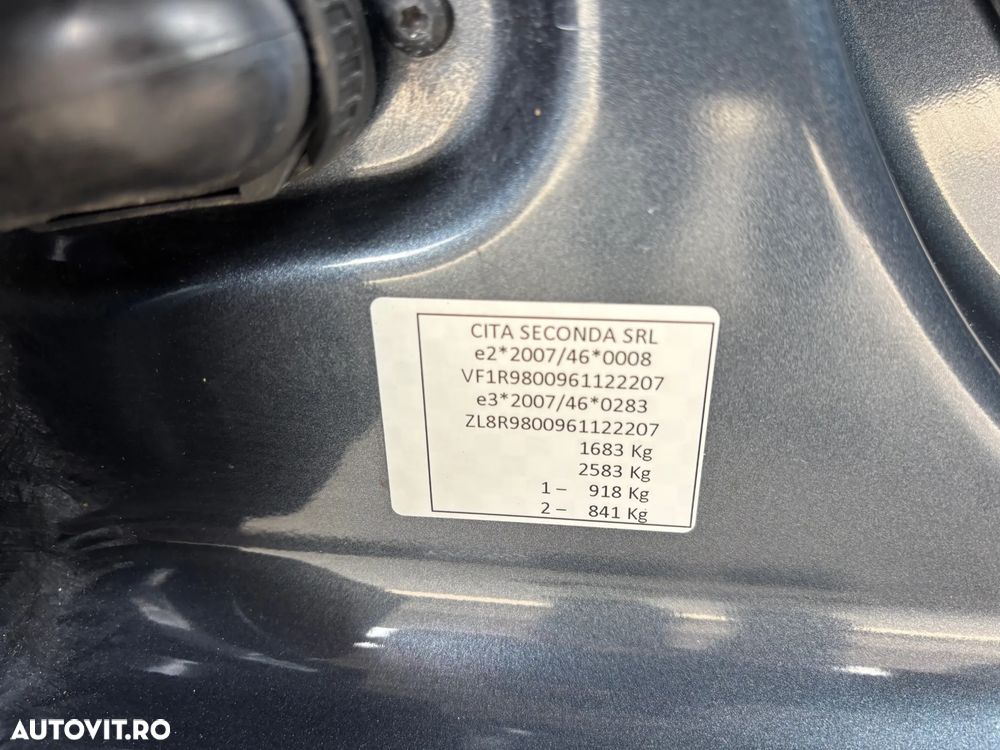 CITA SECONDA SRL
e2*2007/46*0008
VF1R9800961122207
e3*2007/46*0283
ZL8R9800961122207
1683 Kg
2583 Kg
1 – 918 Kg
2 – 841 Kg
AUTOVIT.RO